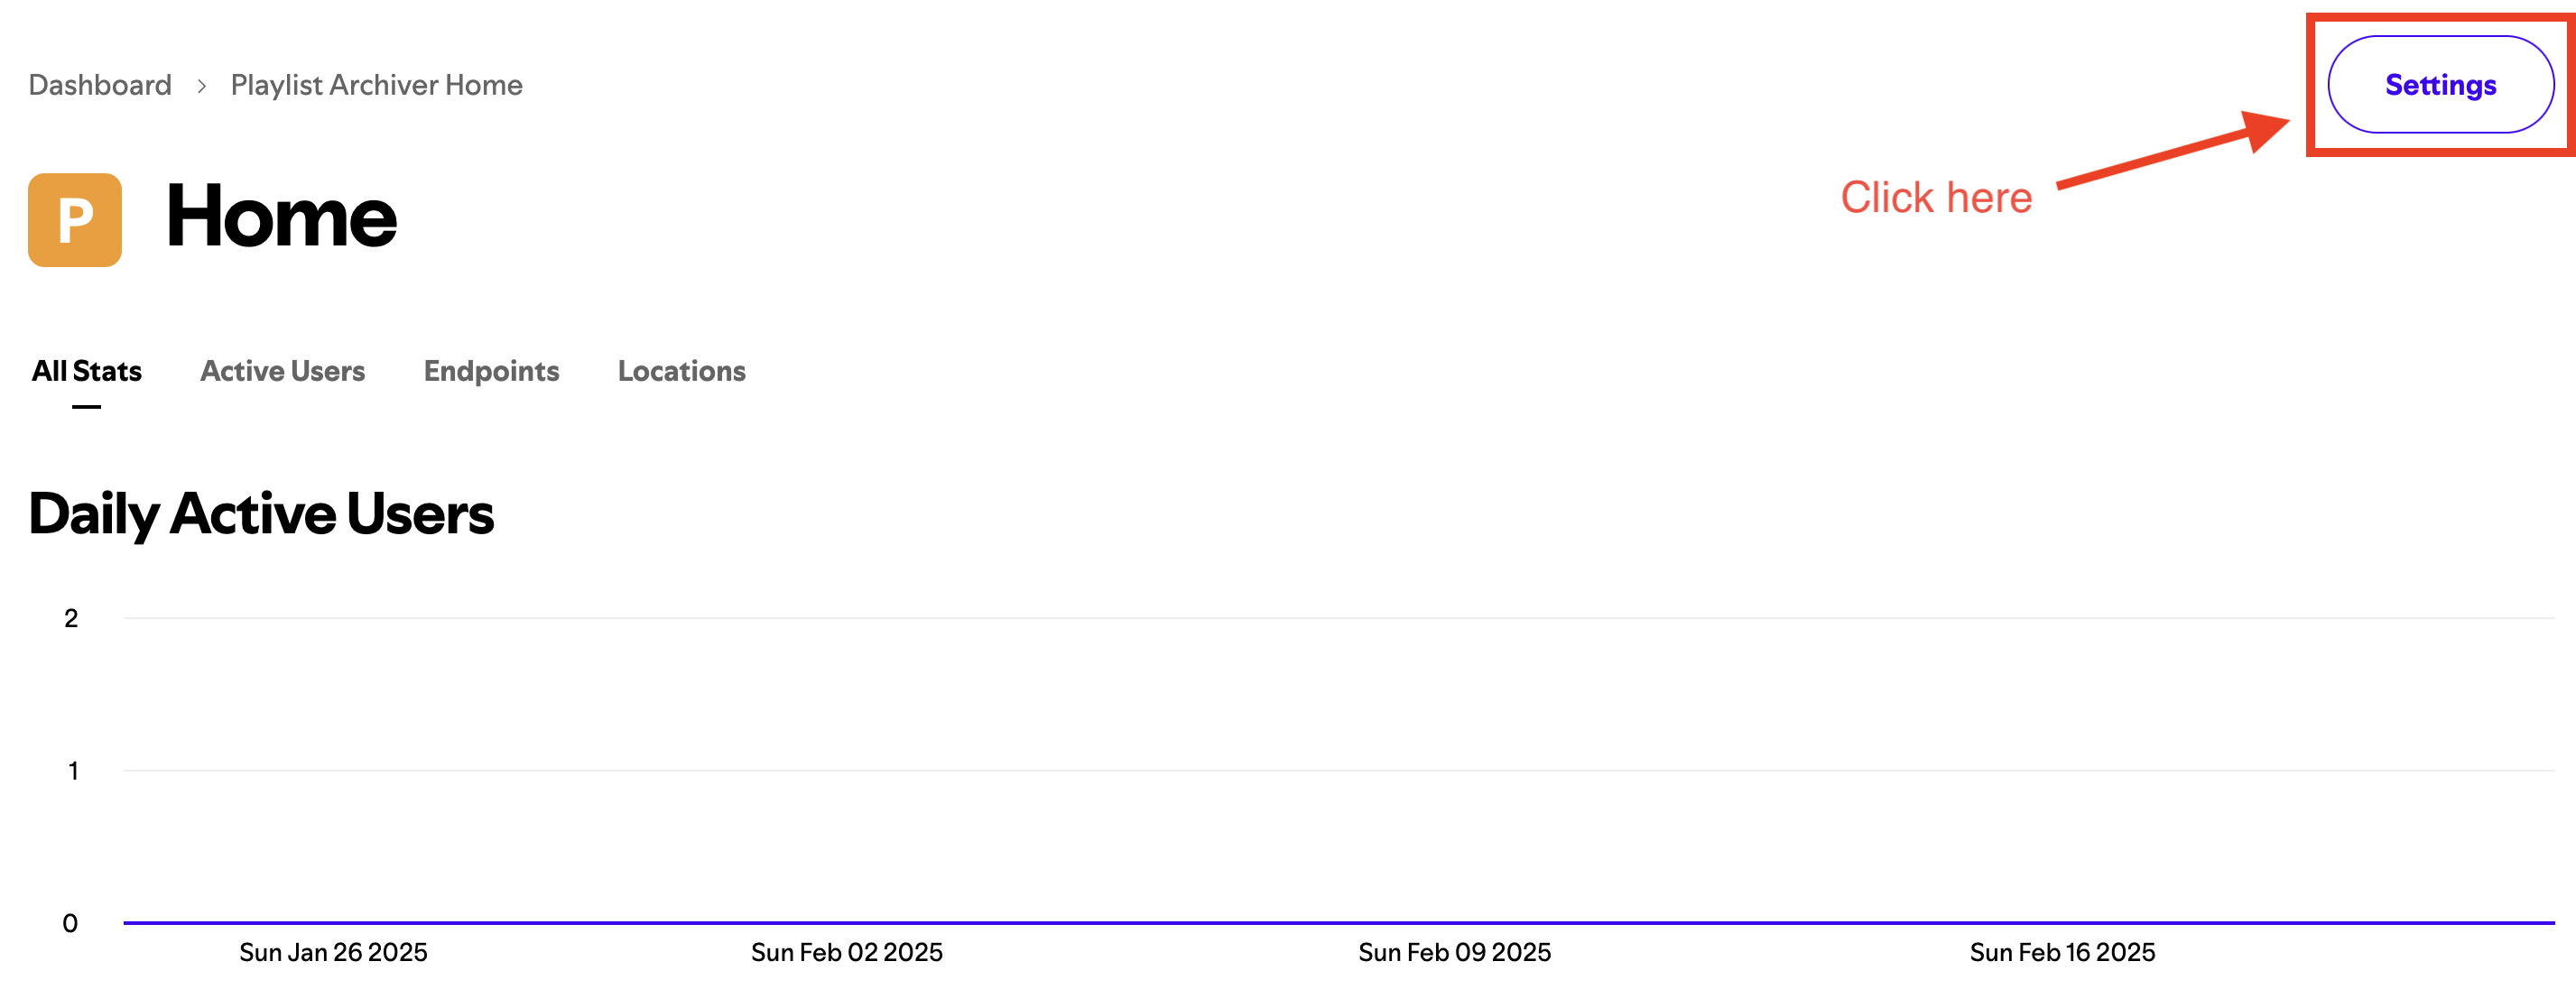 Dashboard > Playlist Archiver Home
Settings
Click here
P
Home
All Stats Active Users Endpoints Locations
Daily Active Users
2
1
0
Sun Jan 26 2025 Sun Feb 02 2025 Sun Feb 09 2025 Sun Feb 16 2025